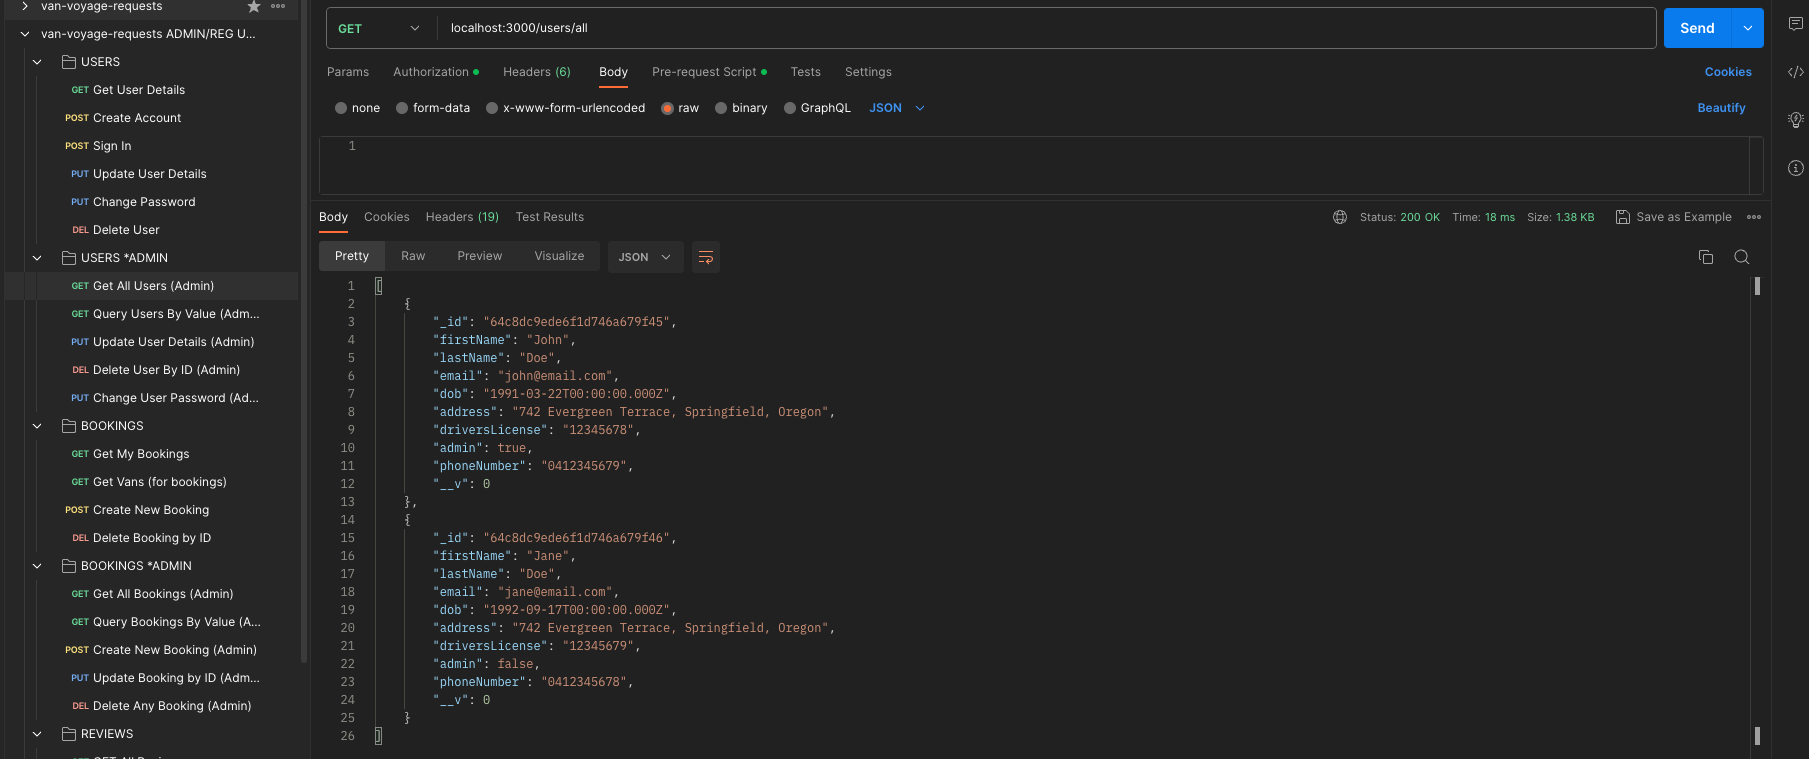 van-voyage-requests
van-voyage-requests ADMIN/REG U...
USERS
GET Get User Details
POST Create Account
POST Sign In
PUT Update User Details
PUT Change Password
DEL Delete User
USERS *ADMIN
GET Get All Users (Admin)
GET Query Users By Value (Adm...
PUT Update User Details (Admin)
DEL Delete User By ID (Admin)
PUT Change User Password (Ad...
BOOKINGS
GET Get My Bookings
GET Get Vans (for bookings)
POST Create New Booking
DEL Delete Booking by ID
BOOKINGS *ADMIN
GET Get All Bookings (Admin)
GET Query Bookings By Value (A...
POST Create New Booking (Admin)
PUT Update Booking by ID (Adm...
DEL Delete Any Booking (Admin)
REVIEWS
GET localhost:3000/users/all Send
Params Authorization Headers (6) Body Pre-request Script Tests Settings Cookies
none form-data x-www-form-urlencoded raw binary GraphQL JSON Beautify
1
Body Cookies Headers (19) Test Results Status: 200 OK Time: 18 ms Size: 1.38 KB Save as Example
Pretty Raw Preview Visualize JSON
1 [
2 {
3 "_id": "64c8dc9ede6f1d746a679f45",
4 "firstName": "John",
5 "lastName": "Doe",
6 "email": "john@email.com",
7 "dob": "1991-03-22T00:00:00.000Z",
8 "address": "742 Evergreen Terrace, Springfield, Oregon",
9 "driversLicense": "12345678",
10 "admin": true,
11 "phoneNumber": "0412345679",
12 "__v": 0
13 },
14 {
15 "_id": "64c8dc9ede6f1d746a679f46",
16 "firstName": "Jane",
17 "lastName": "Doe",
18 "email": "jane@email.com",
19 "dob": "1992-09-17T00:00:00.000Z",
20 "address": "742 Evergreen Terrace, Springfield, Oregon",
21 "driversLicense": "12345679",
22 "admin": false,
23 "phoneNumber": "0412345678",
24 "__v": 0
25 }
26 ]